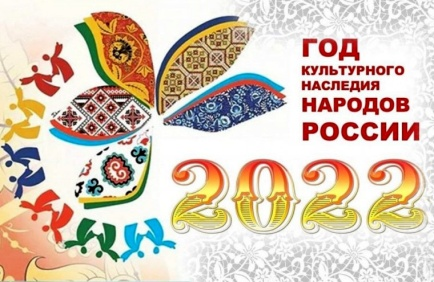 ГОД
КУЛЬТУРНОГО
НАСЛЕДИЯ
НАРОДОВ
РОССИИ
2022